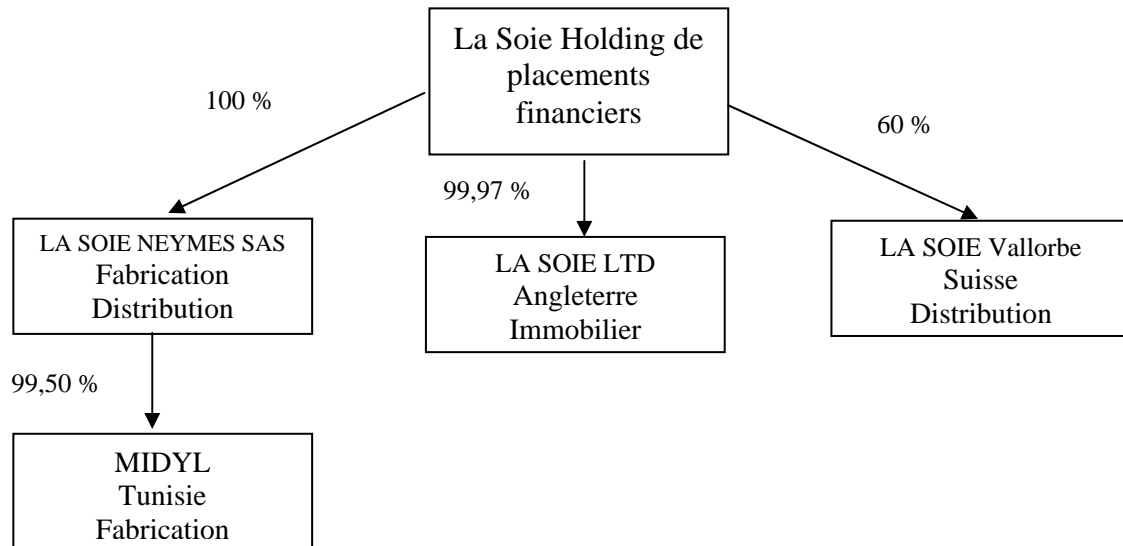 La Soie Holding de
placements
financiers
100 %
60 %
99,97 %
LA SOIE NEYMES SAS
Fabrication
Distribution
LA SOIE LTD
Angleterre
Immobilier
LA SOIE Vallorbe
Suisse
Distribution
99,50 %
MIDYL
Tunisie
Fabrication